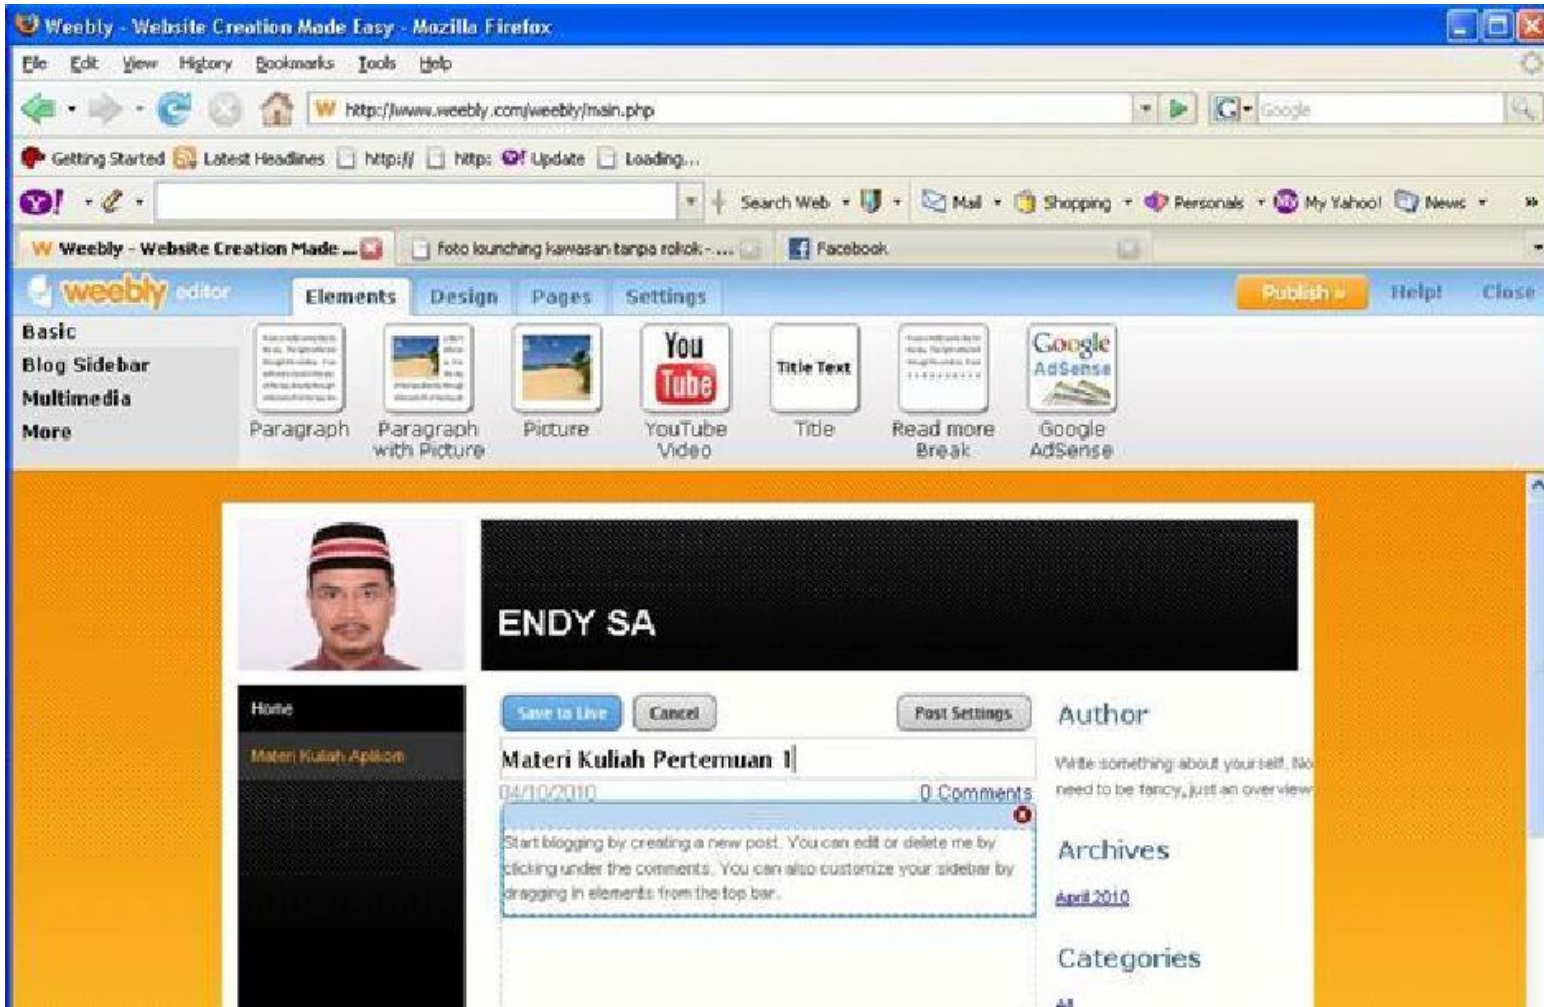 Weebly - Website Creation Made Easy - Mozilla Firefox
File Edit View History Bookmarks Tools Help
http://www.weebly.com/weebly/main.php
G Google
Getting Started Latest Headlines http:// https: Update Loading...
Y! Search Web Mail Shopping Personals My Yahoo! News
W Weebly - Website Creation Made ... Foto lounching kawasan tanpa rokok - ... Facebook
weebly editor Elements Design Pages Settings Publish » Help! Close
Basic
Blog Sidebar
Multimedia
More
You
Tube
Title Text
Google
AdSense
Paragraph Paragraph with Picture Picture YouTube Video Title Read more Break Google AdSense
ENDY SA
Home
Materi Kuliah Aplikom
Save to Live Cancel Post Settings
Materi Kuliah Pertemuan 1
04/10/2010 0 Comments
Start blogging by creating a new post. You can edit or delete me by
clicking under the comments. You can also customize your sidebar by
dragging in elements from the top bar.
Author
Write something about yourself. No
need to be fancy, just an overview
Archives
April 2010
Categories
All